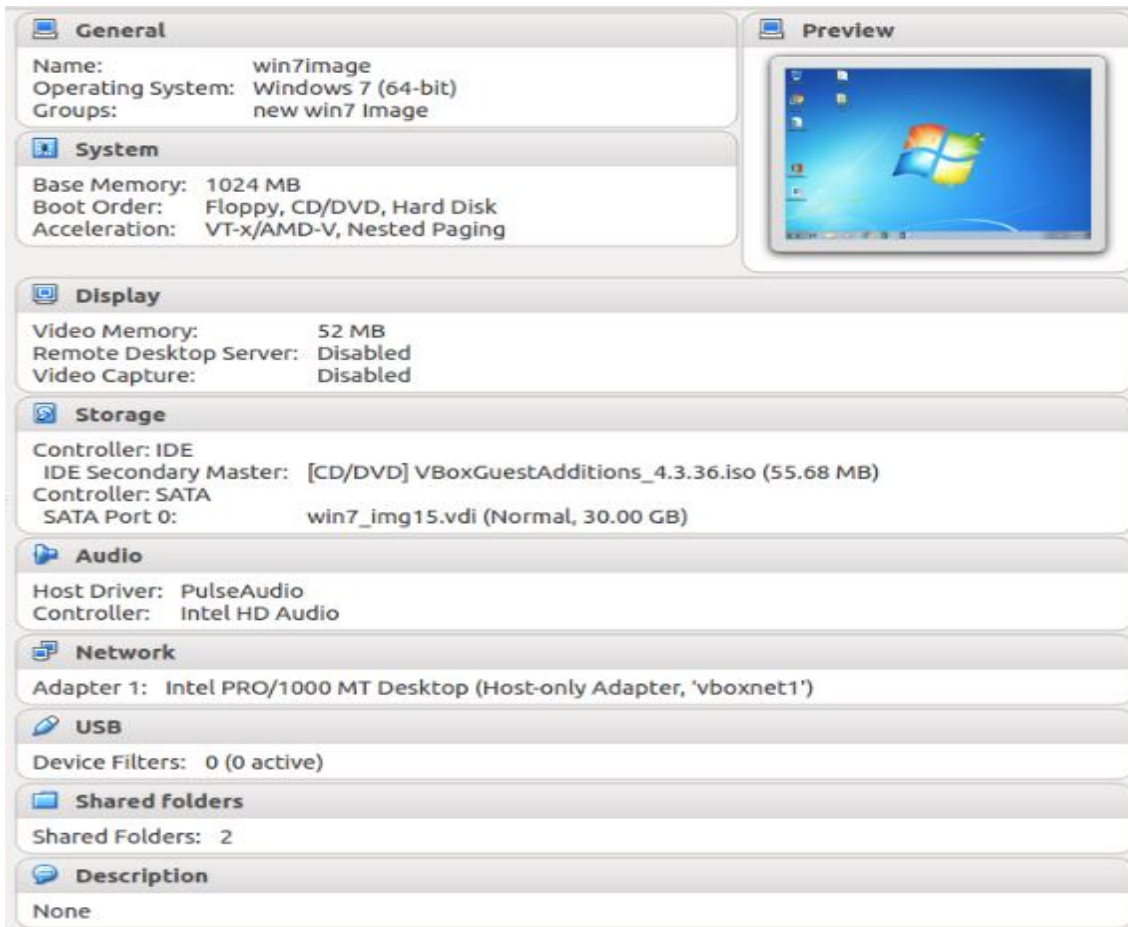 General
Name: win7image
Operating System: Windows 7 (64-bit)
Groups: new win7 Image
Preview
System
Base Memory: 1024 MB
Boot Order: Floppy, CD/DVD, Hard Disk
Acceleration: VT-x/AMD-V, Nested Paging
Display
Video Memory: 52 MB
Remote Desktop Server: Disabled
Video Capture: Disabled
Storage
Controller: IDE
IDE Secondary Master: [CD/DVD] VBoxGuestAdditions_4.3.36.iso (55.68 MB)
Controller: SATA
SATA Port 0: win7_img15.vdi (Normal, 30.00 GB)
Audio
Host Driver: PulseAudio
Controller: Intel HD Audio
Network
Adapter 1: Intel PRO/1000 MT Desktop (Host-only Adapter, 'vboxnet1')
USB
Device Filters: 0 (0 active)
Shared folders
Shared Folders: 2
Description
None